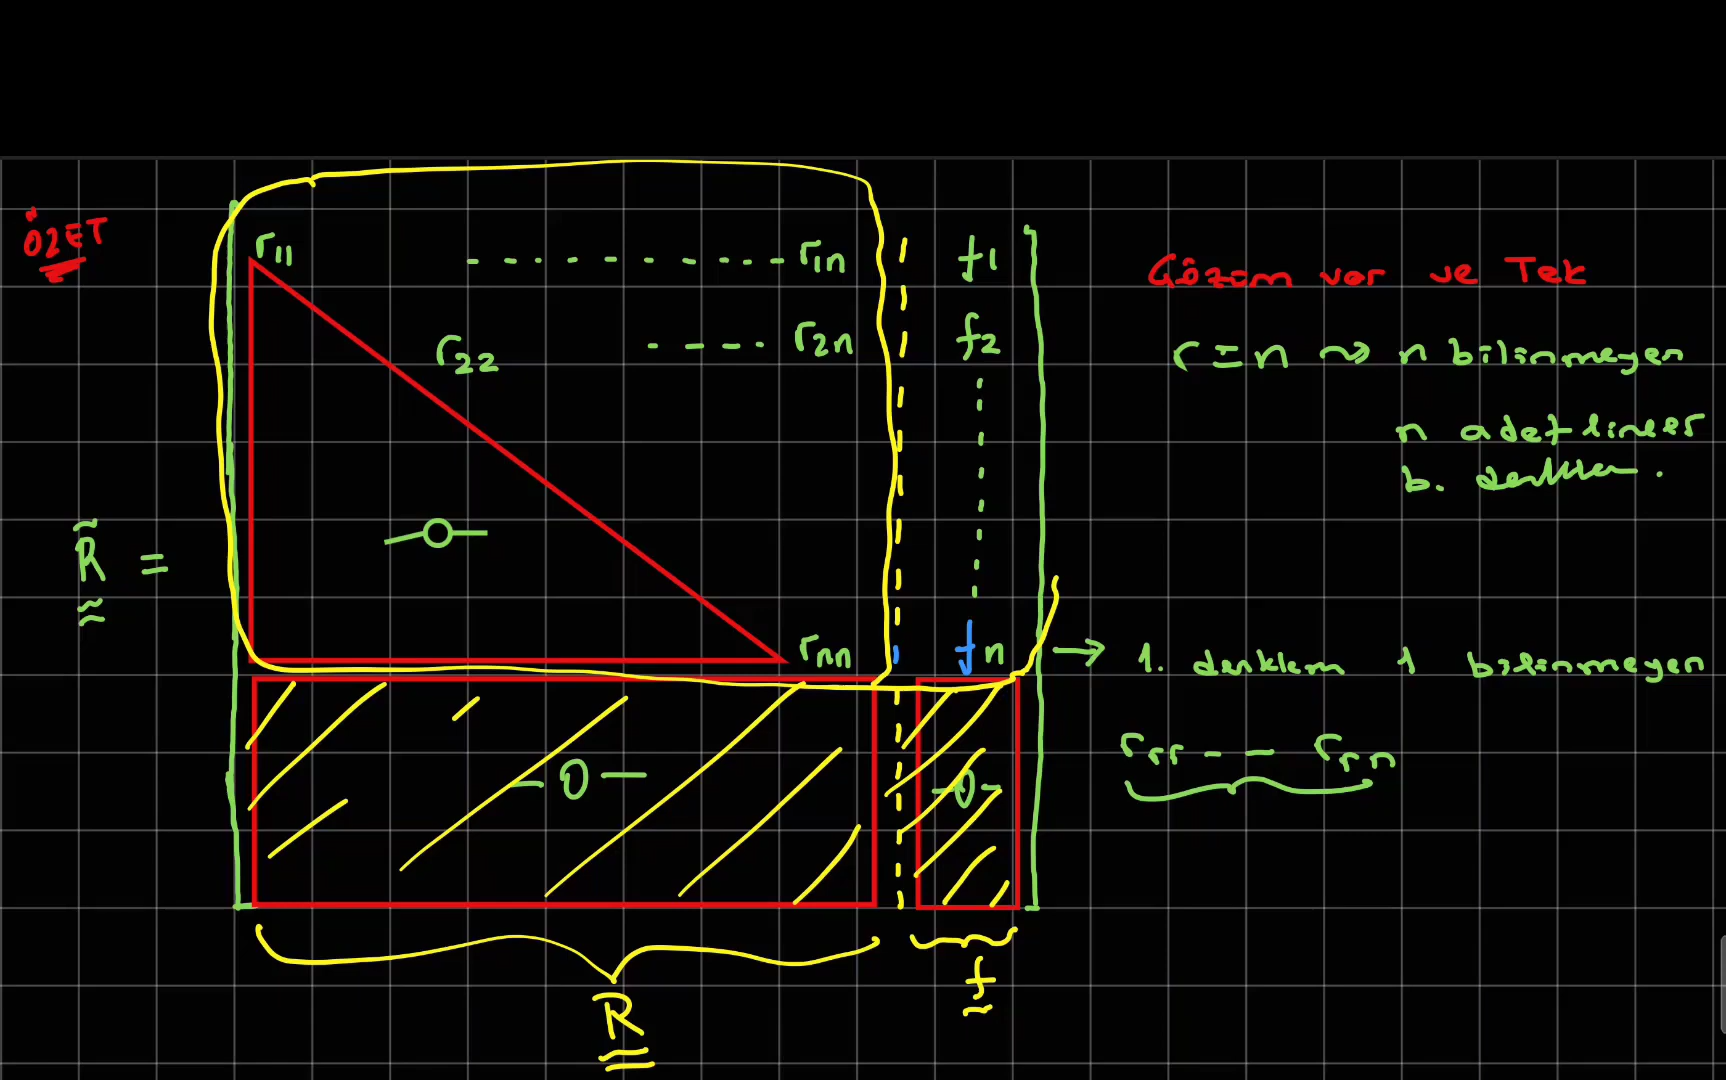 ÖZET
r11 - - - - - - - - - r1n f1
Çözüm var ve Tek
r22 - - - - r2n f2
r = n ⇝ n bilinmeyen
n adet lineer
b. denklem.
0
R̃ =
rnn fn → 1. denklem 1 bilinmeyen
rrr - - rrn
- 0 - - 0 -
R f